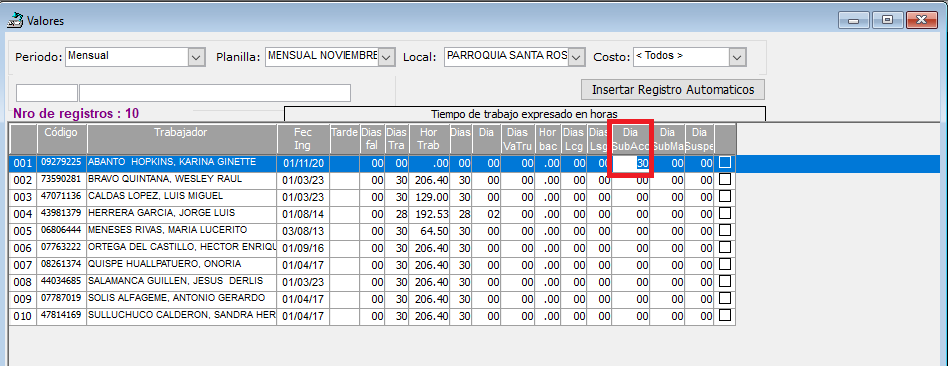 Valores
Periodo: Mensual Planilla: MENSUAL NOVIEMBRE Local: PARROQUIA SANTA ROS Costo: < Todos >
Insertar Registro Automaticos
Nro de registros : 10 Tiempo de trabajo expresado en horas
Código Trabajador Fec Ing Tarde Dias fal Dias Tra Hor Trab Dias Dia Dias VaTru Hor bac Dias Lcg Dias Lsg Dia SubAcc Dia SubMa Dia Suspe
001 09279225 ABANTO HOPKINS, KARINA GINETTE 01/11/20 00 00 .00 00 00 00 .00 00 00 30 00 00
002 73590281 BRAVO QUINTANA, WESLEY RAUL 01/03/23 00 30 206.40 30 00 00 .00 00 00 00 00 00
003 47071136 CALDAS LOPEZ, LUIS MIGUEL 01/03/23 00 30 129.00 30 00 00 .00 00 00 00 00 00
004 43981379 HERRERA GARCIA, JORGE LUIS 01/08/14 00 28 192.53 28 02 00 .00 00 00 00 00 00
005 06806444 MENESES RIVAS, MARIA LUCERITO 03/08/13 00 30 64.50 30 00 00 .00 00 00 00 00 00
006 07763222 ORTEGA DEL CASTILLO, HECTOR ENRIQU 01/09/16 00 30 206.40 30 00 00 .00 00 00 00 00 00
007 08261374 QUISPE HUALLPATUERO, ONORIA 01/04/17 00 30 206.40 30 00 00 .00 00 00 00 00 00
008 44034685 SALAMANCA GUILLEN, JESUS DERLIS 01/03/23 00 30 206.40 30 00 00 .00 00 00 00 00 00
009 07787019 SOLIS ALFAGEME, ANTONIO GERARDO 01/04/17 00 30 206.40 30 00 00 .00 00 00 00 00 00
010 47814169 SULLUCHUCO CALDERON, SANDRA HER 01/04/17 00 30 206.40 30 00 00 .00 00 00 00 00 00